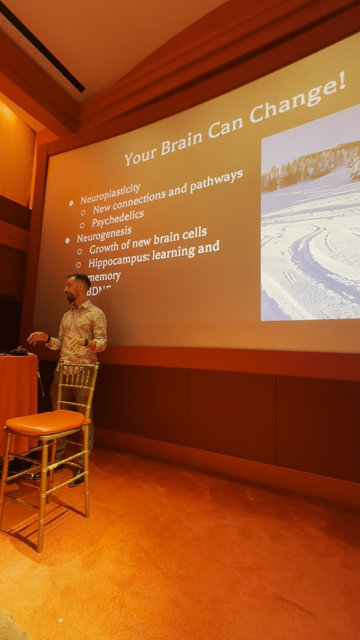 Your Brain Can Change!
Neuroplasticity
New connections and pathways
Psychedelics
Neurogenesis
Growth of new brain cells
Hippocampus: learning and
memory
BDNF